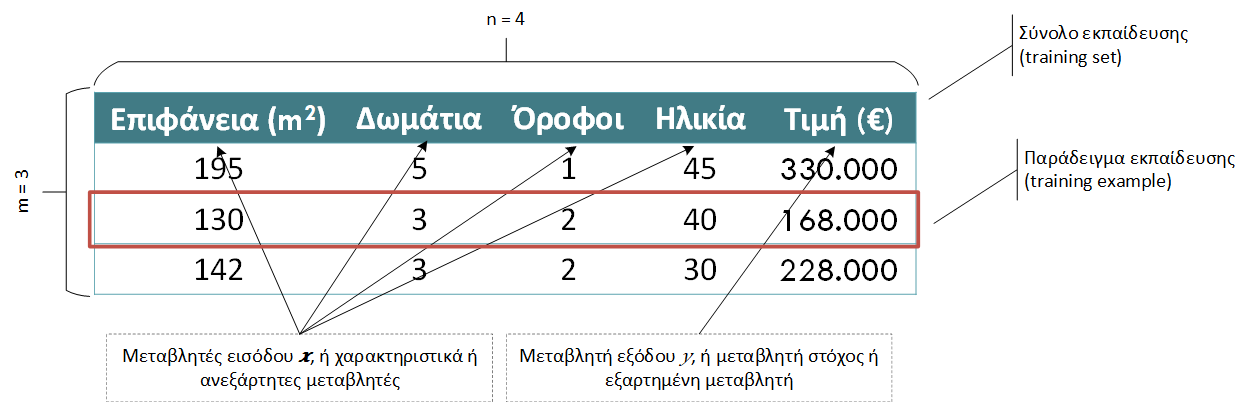 n = 4
Σύνολο εκπαίδευσης
(training set)
m = 3
Επιφάνεια (m²) Δωμάτια Όροφοι Ηλικία Τιμή (€)
195 5 1 45 330.000
130 3 2 40 168.000
142 3 2 30 228.000
Παράδειγμα εκπαίδευσης
(training example)
Μεταβλητές εισόδου x, ή χαρακτηριστικά ή
ανεξάρτητες μεταβλητές
Μεταβλητή εξόδου y, ή μεταβλητή στόχος ή
εξαρτημένη μεταβλητή